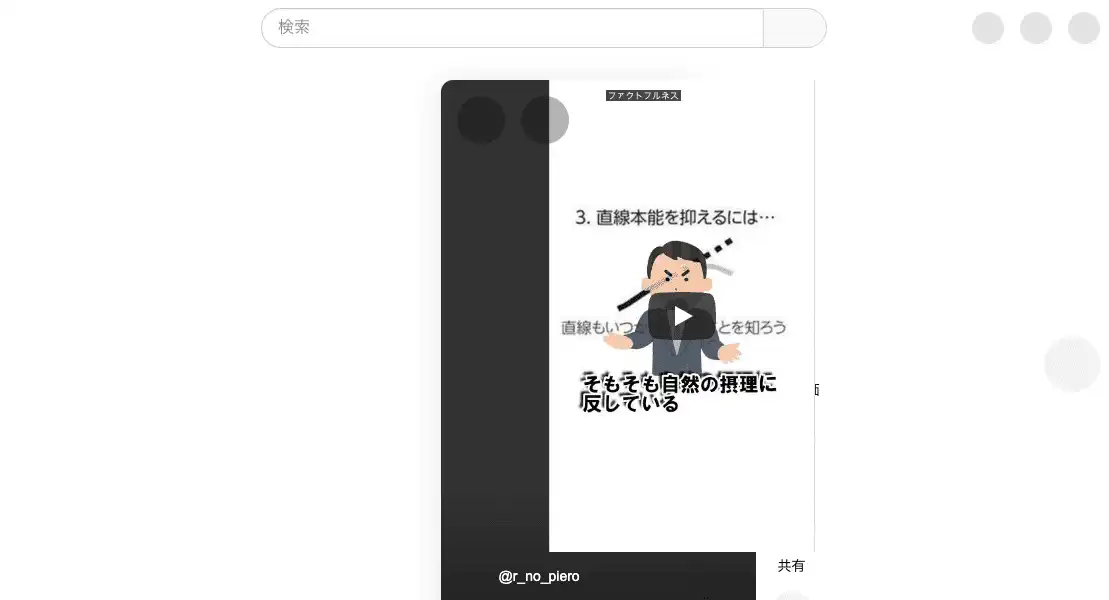 検索
ファクトフルネス
3. 直線本能を抑えるには…
直線もいつ
とを知ろう
そもそも自然の摂理に
反している
共有
@r_no_piero